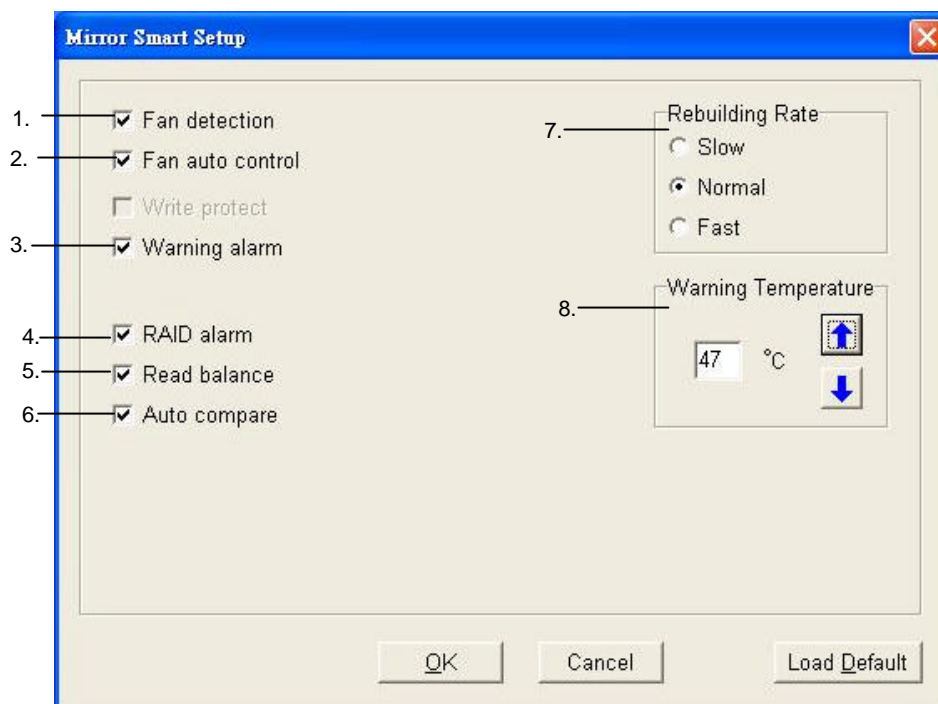 Mirror Smart Setup
1. Fan detection
2. Fan auto control
Write protect
3. Warning alarm
4. RAID alarm
5. Read balance
6. Auto compare
7. Rebuilding Rate
Slow
Normal
Fast
8. Warning Temperature
47 °C
OK Cancel Load Default